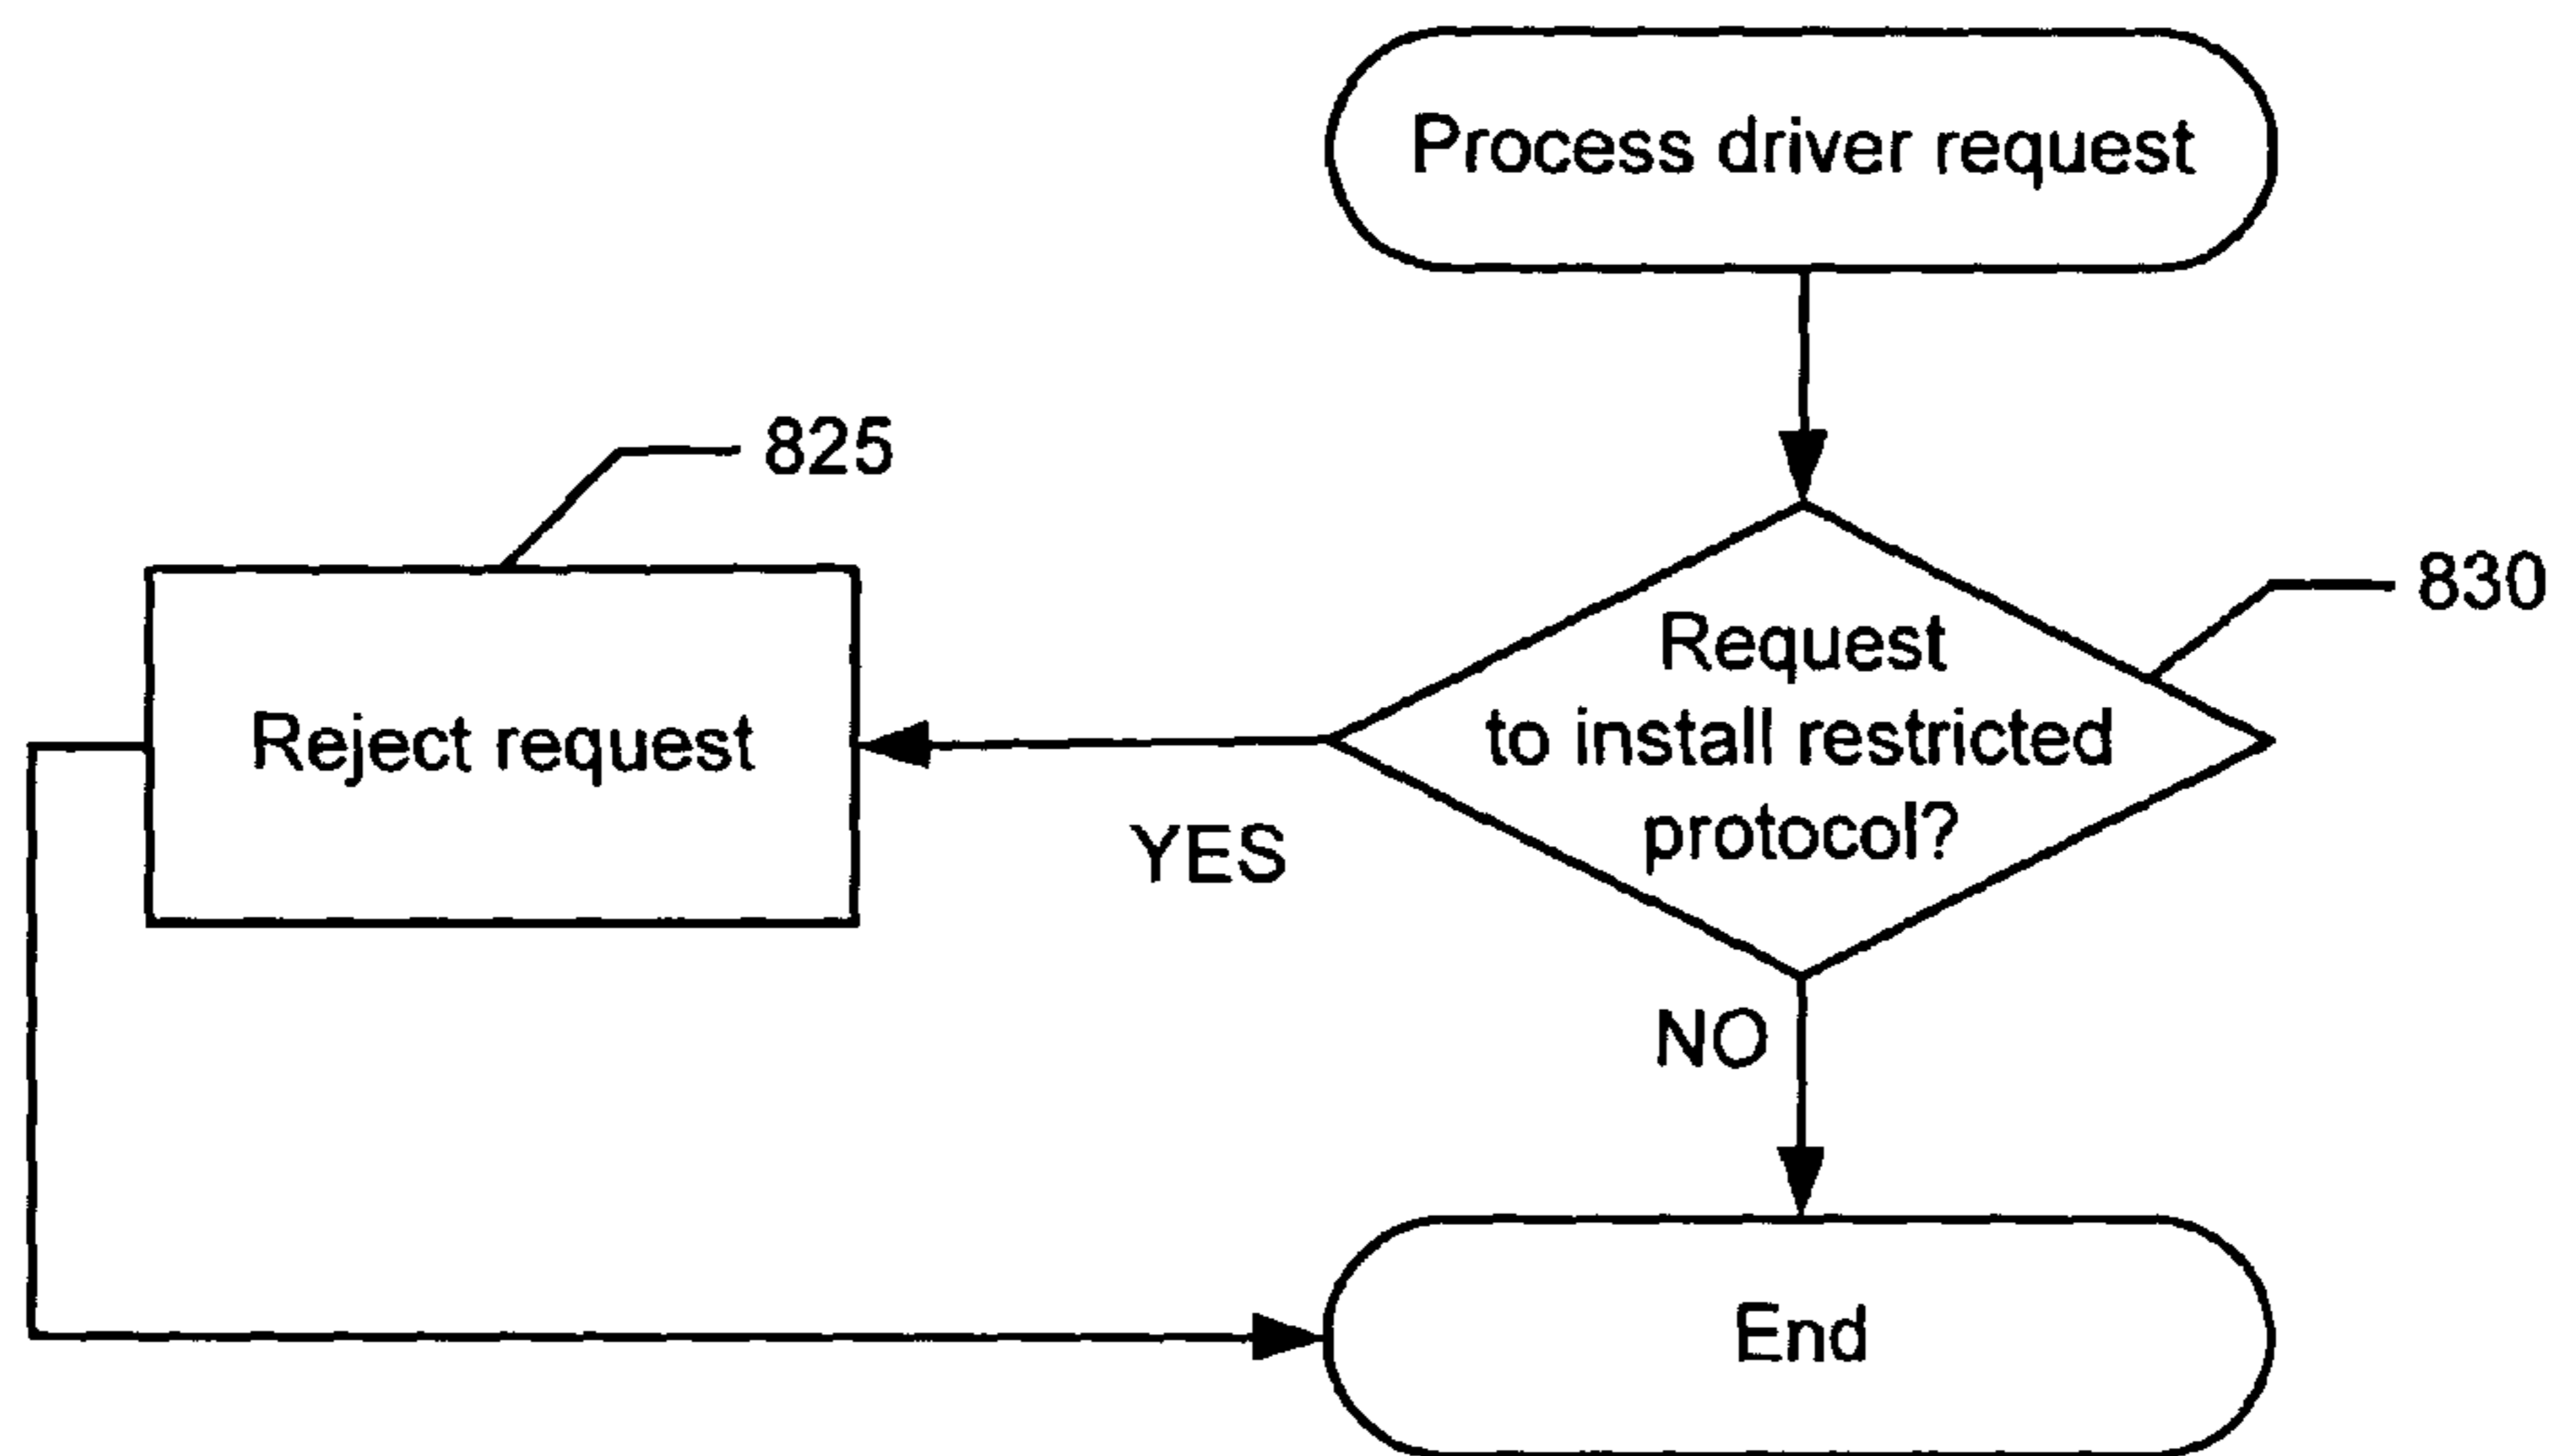 Process driver request
825
830
Request
to install restricted
protocol?
Reject request
YES
NO
End